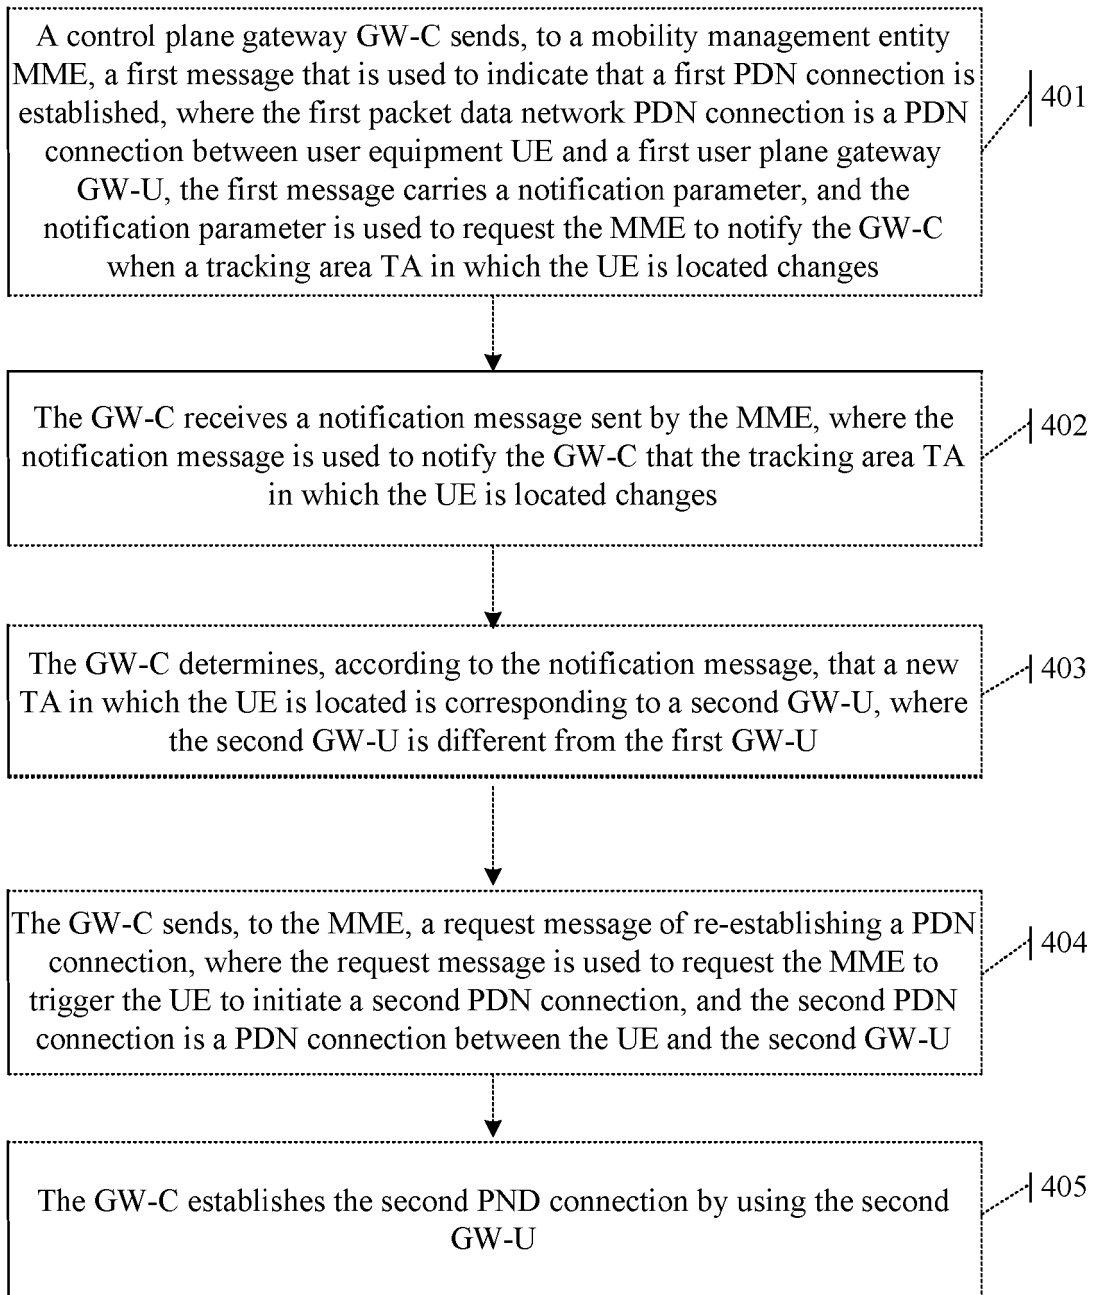 A control plane gateway GW-C sends, to a mobility management entity
MME, a first message that is used to indicate that a first PDN connection is
established, where the first packet data network PDN connection is a PDN
connection between user equipment UE and a first user plane gateway
GW-U, the first message carries a notification parameter, and the
notification parameter is used to request the MME to notify the GW-C
when a tracking area TA in which the UE is located changes
401
The GW-C receives a notification message sent by the MME, where the
notification message is used to notify the GW-C that the tracking area TA
in which the UE is located changes
402
The GW-C determines, according to the notification message, that a new
TA in which the UE is located is corresponding to a second GW-U, where
the second GW-U is different from the first GW-U
403
The GW-C sends, to the MME, a request message of re-establishing a PDN
connection, where the request message is used to request the MME to
trigger the UE to initiate a second PDN connection, and the second PDN
connection is a PDN connection between the UE and the second GW-U
404
The GW-C establishes the second PND connection by using the second
GW-U
405